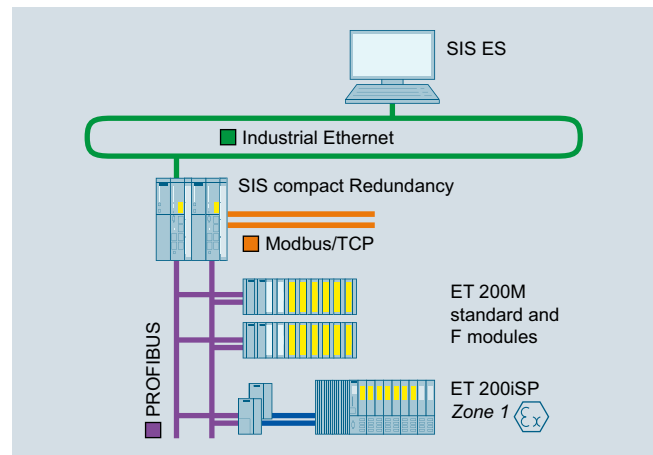 SIS ES
Industrial Ethernet
SIS compact Redundancy
Modbus/TCP
PROFIBUS
ET 200M
standard and
F modules
ET 200iSP
Zone 1 εx